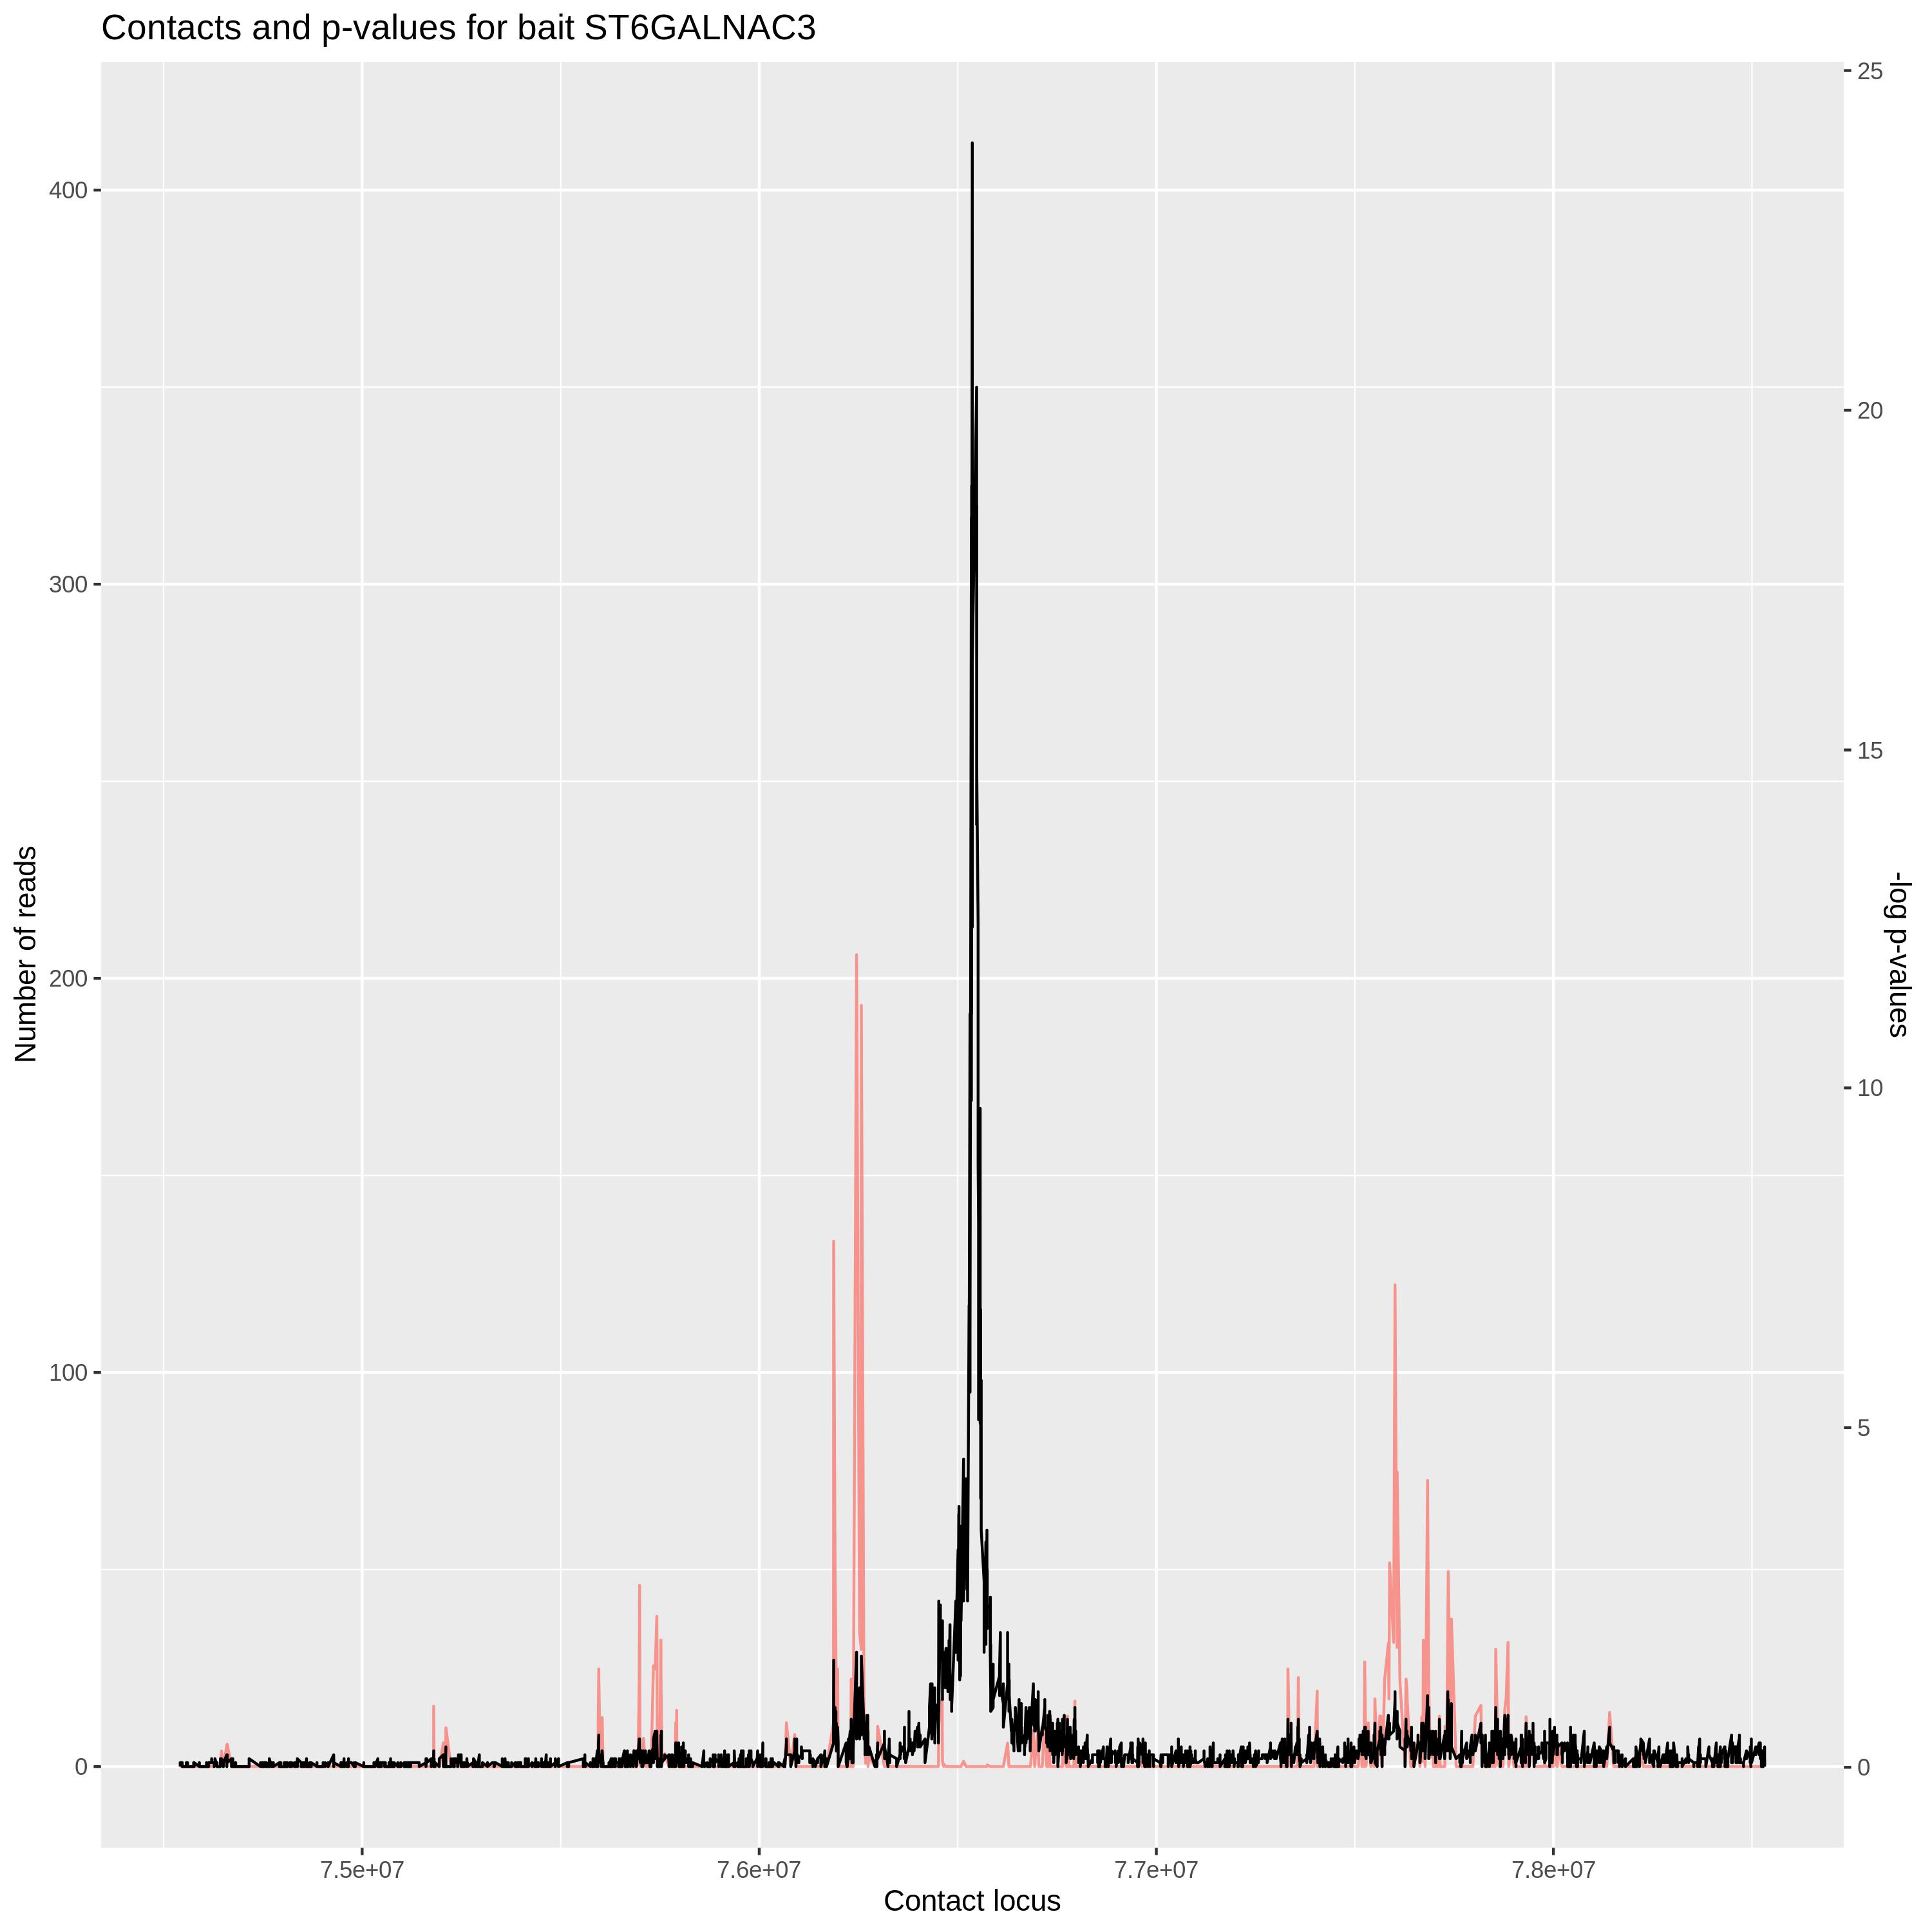 Contacts and p-values for bait ST6GALNAC3
Number of reads
400
300
200
100
0
25
20
15
10
5
0
-log p-values
7.5e+07
7.6e+07
7.7e+07
7.8e+07
Contact locus